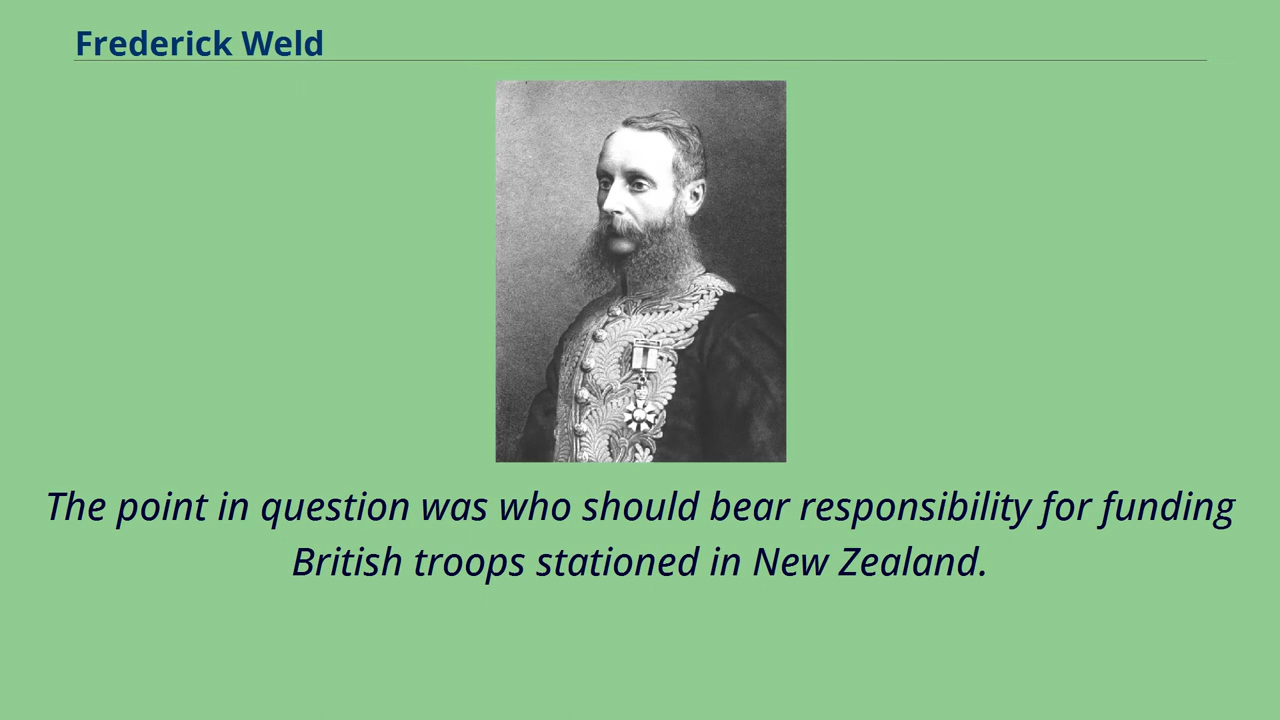 Frederick Weld
The point in question was who should bear responsibility for funding
British troops stationed in New Zealand.